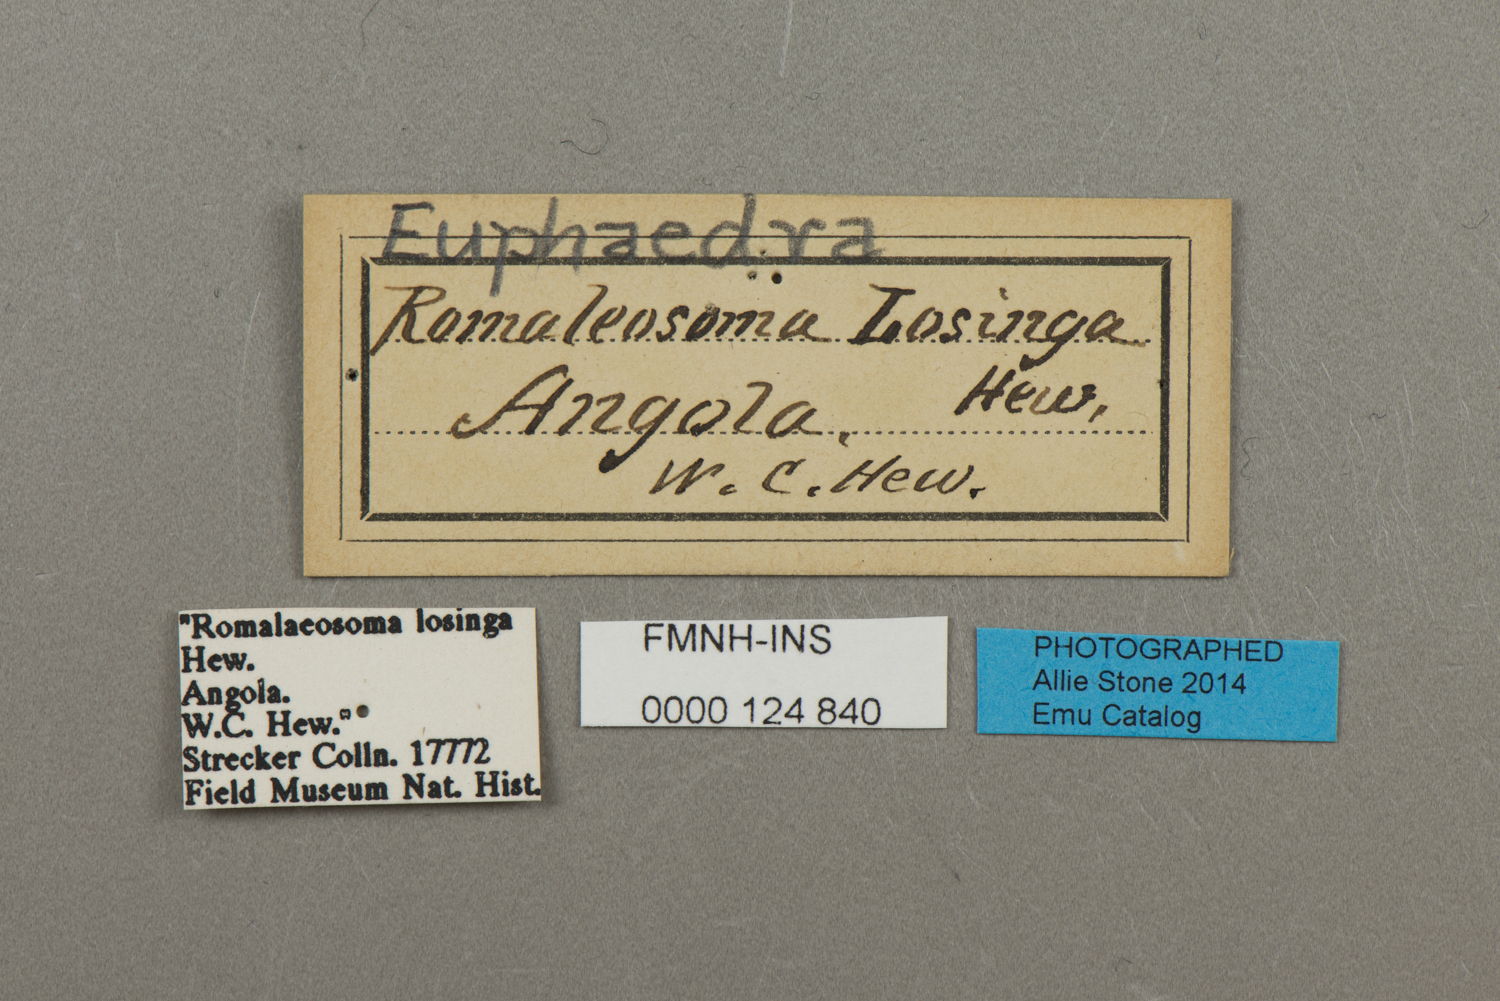 Euphaedra
Romaleosoma Losinga
Hew.
Angola.
W. C. Hew.
"Romalaeosoma losinga
Hew.
Angola.
W.C. Hew."
Strecker Colln. 17772
Field Museum Nat. Hist.
FMNH-INS
0000 124 840
PHOTOGRAPHED
Allie Stone 2014
Emu Catalog